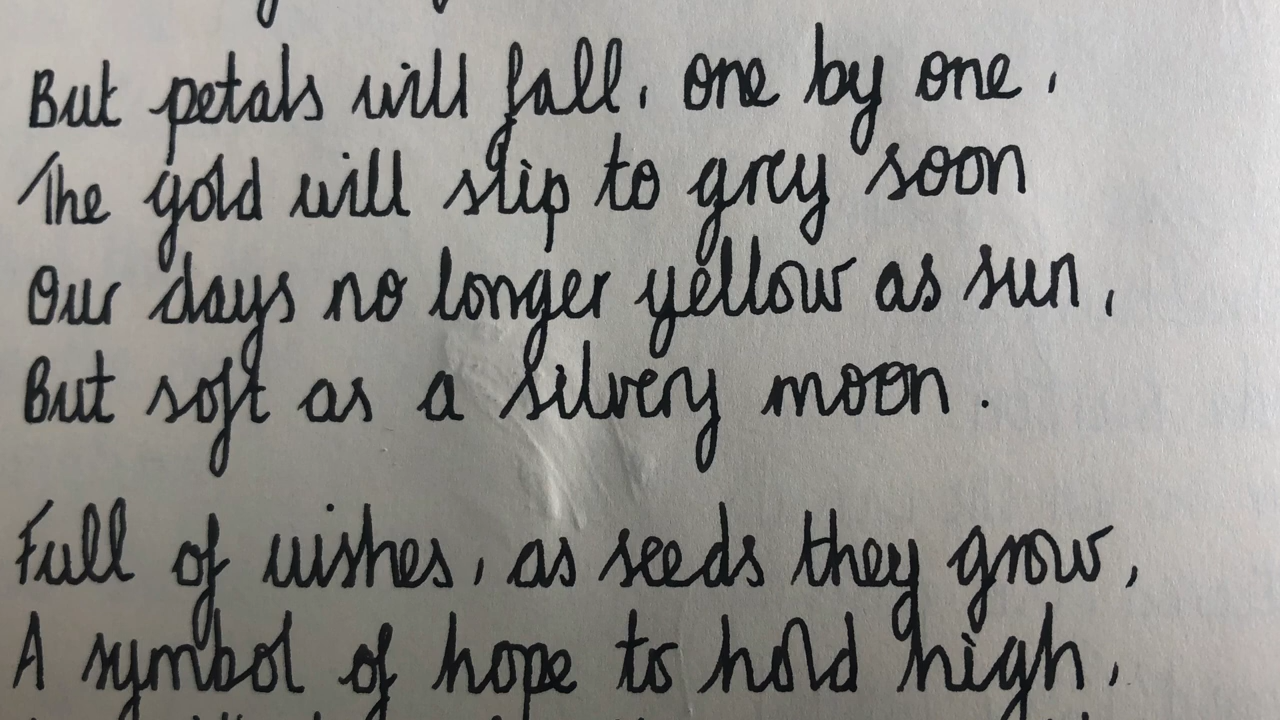 But petals will fall, one by one,
The gold will slip to grey soon
Our days no longer yellow as sun,
But soft as a silvery moon.
Full of wishes, as seeds they grow,
A symbol of hope to hold high,